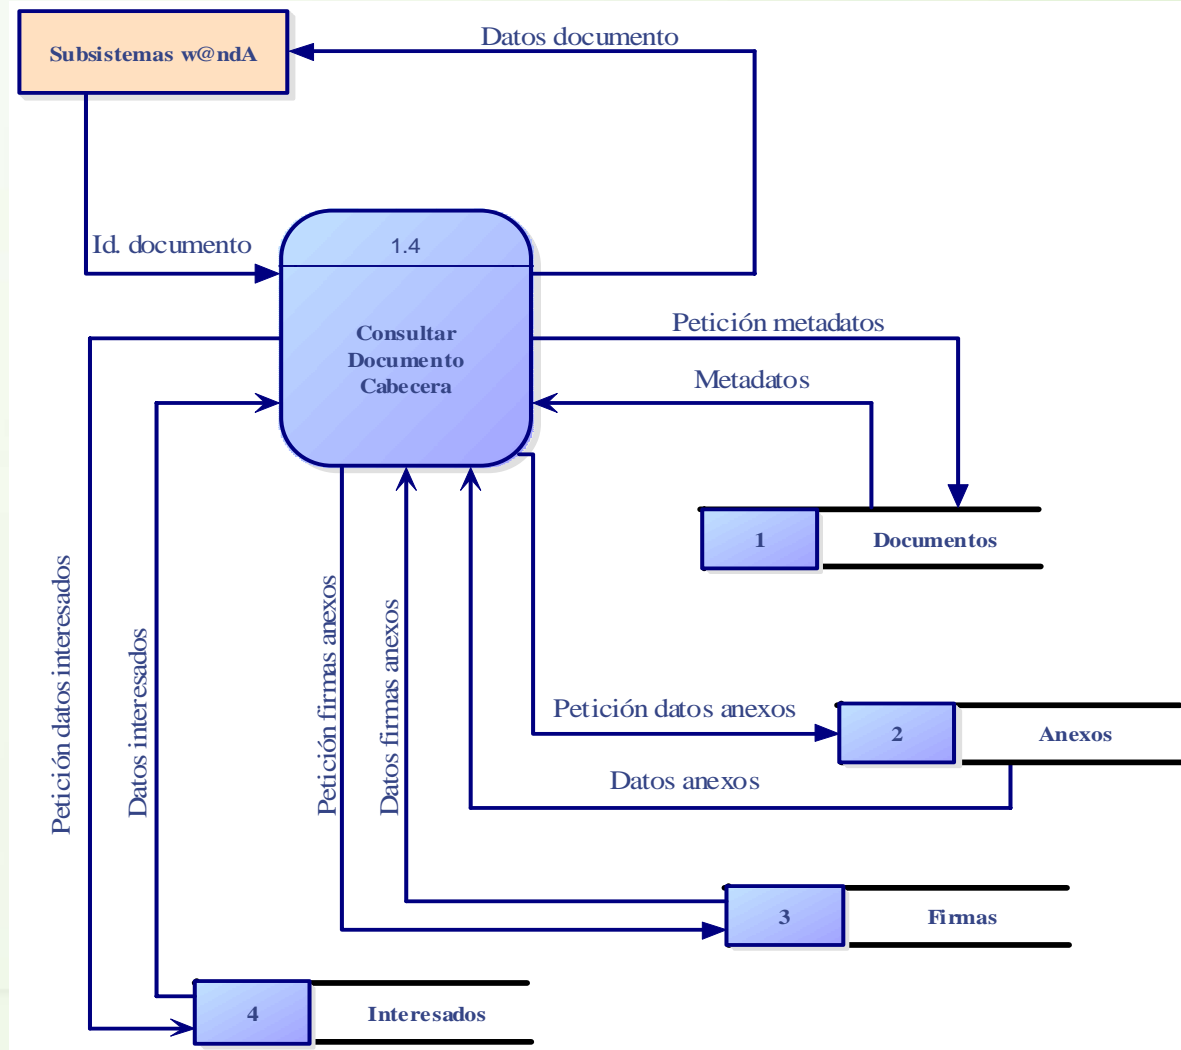 Datos documento
Subsistemas w@ndA
Id. documento
1.4
Consultar
Documento
Cabecera
Petición metadatos
Metadatos
1
Documentos
Petición datos interesados
Datos interesados
Petición firmas anexos
Datos firmas anexos
Petición datos anexos
2
Anexos
Datos anexos
3
Firmas
4
Interesados